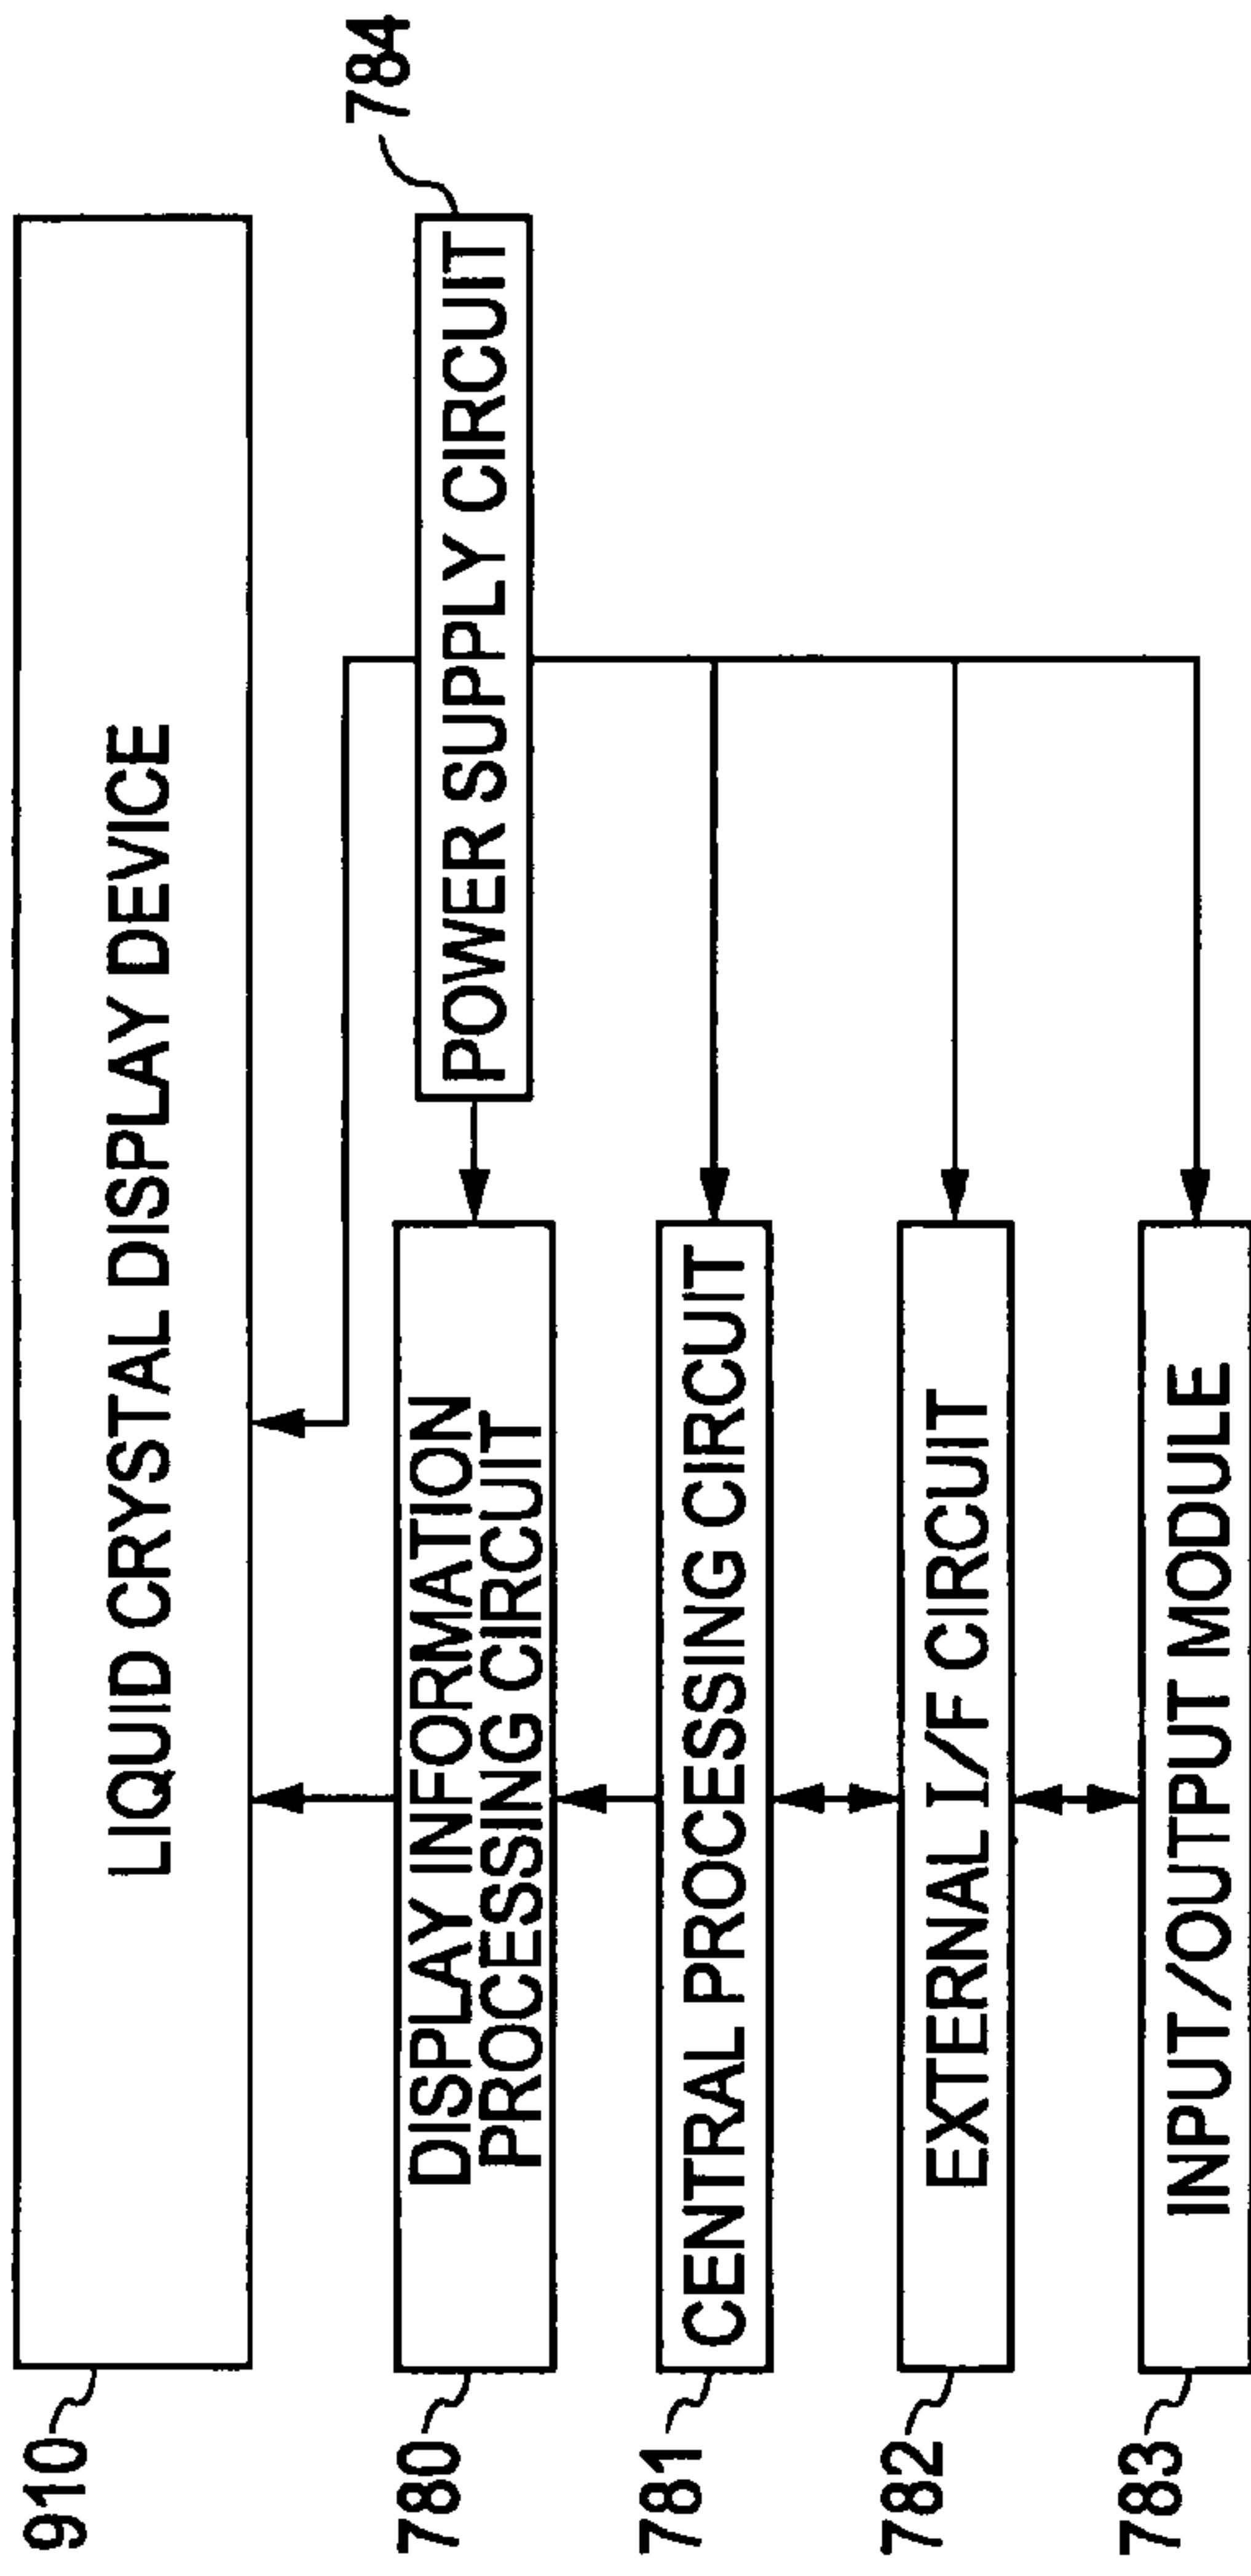 910
LIQUID CRYSTAL DISPLAY DEVICE
784
780
DISPLAY INFORMATION
PROCESSING CIRCUIT
POWER SUPPLY CIRCUIT
781
CENTRAL PROCESSING CIRCUIT
782
EXTERNAL I/F CIRCUIT
783
INPUT/OUTPUT MODULE